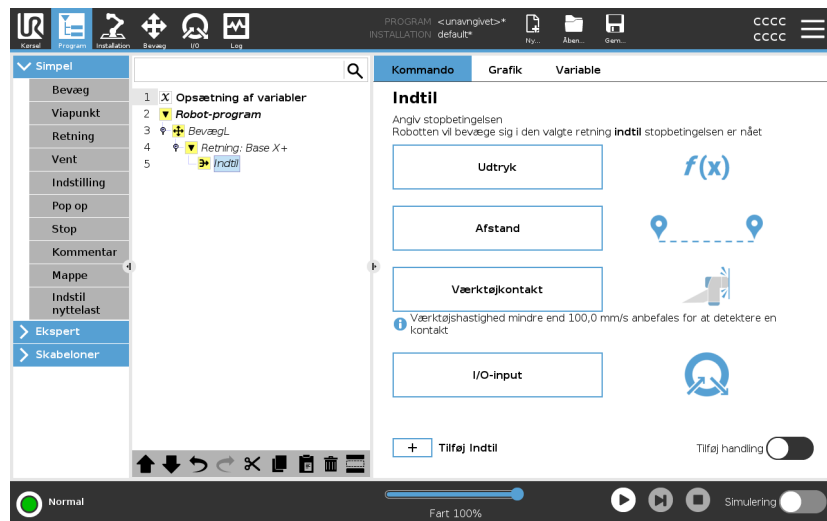 PROGRAM <unavngivet>*
INSTALLATION default*
UR
Kørsel Program Installation Bevæg I/O Log
Ny... Åben... Gem...
cccc
cccc
Simpel
Bevæg
Viapunkt
Retning
Vent
Indstilling
Pop op
Stop
Kommentar
Mappe
Indstil
nyttelast
Ekspert
Skabeloner
1 X Opsætning af variabler
2 Robot-program
3 BevægL
4 Retning: Base X+
5 Indtil
Kommando Grafik Variable
Indtil
Angiv stopbetingelsen
Robotten vil bevæge sig i den valgte retning indtil stopbetingelsen er nået
Udtryk
f(x)
Afstand
Værktøjkontakt
Værktøjshastighed mindre end 100,0 mm/s anbefales for at detektere en
kontakt
I/O-input
+ Tilføj Indtil
Tilføj handling
Normal
Fart 100%
Simulering